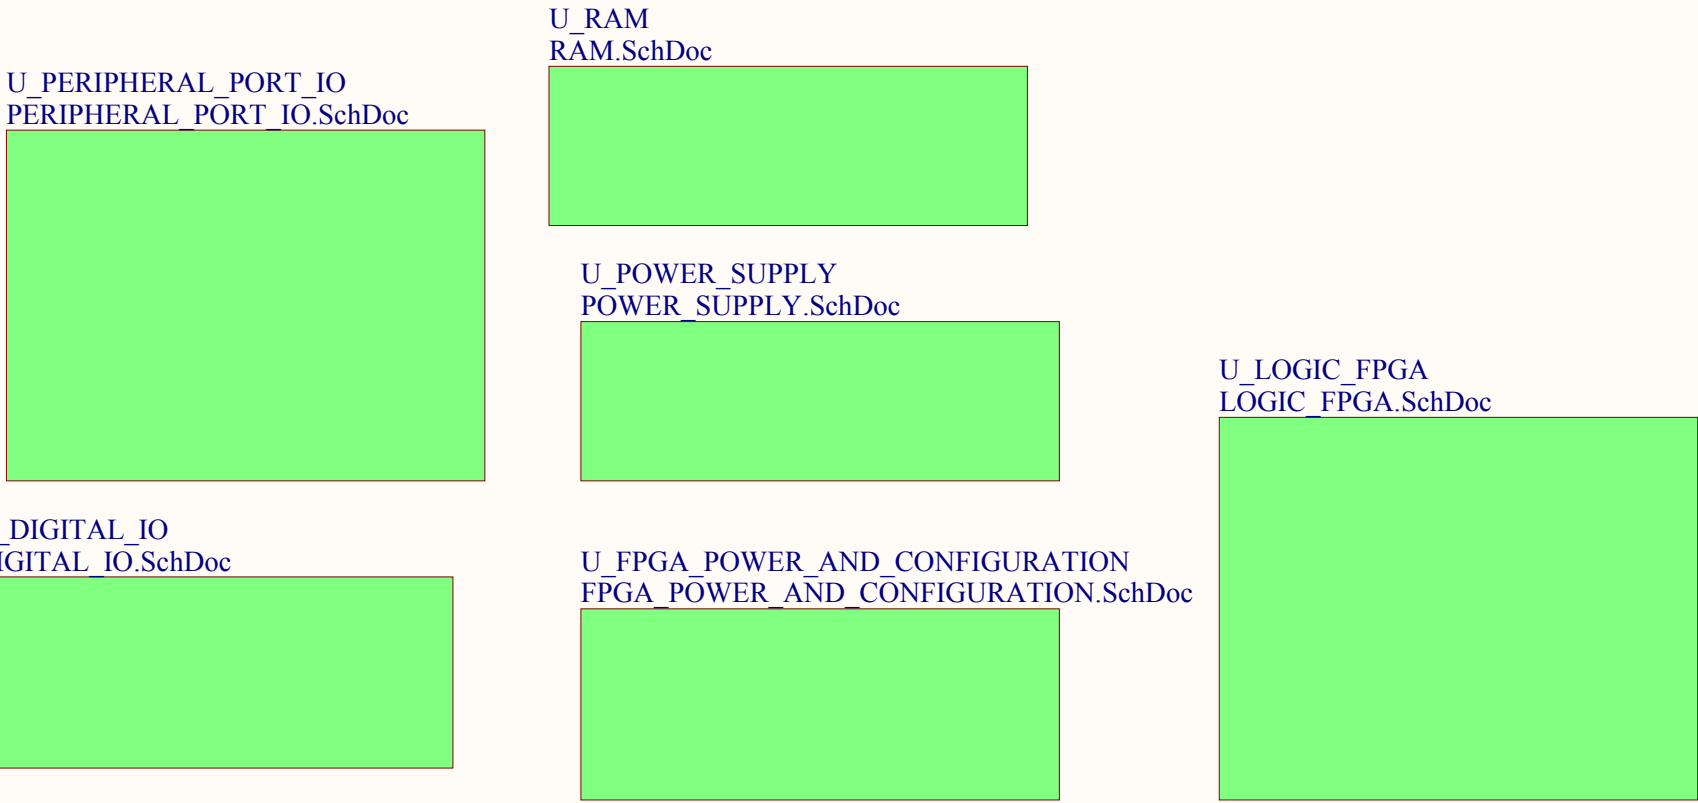 U_RAM
RAM.SchDoc
U_PERIPHERAL_PORT_IO
PERIPHERAL_PORT_IO.SchDoc
U_POWER_SUPPLY
POWER_SUPPLY.SchDoc
U_LOGIC_FPGA
LOGIC_FPGA.SchDoc
_DIGITAL_IO
IGITAL_IO.SchDoc
U_FPGA_POWER_AND_CONFIGURATION
FPGA_POWER_AND_CONFIGURATION.SchDoc